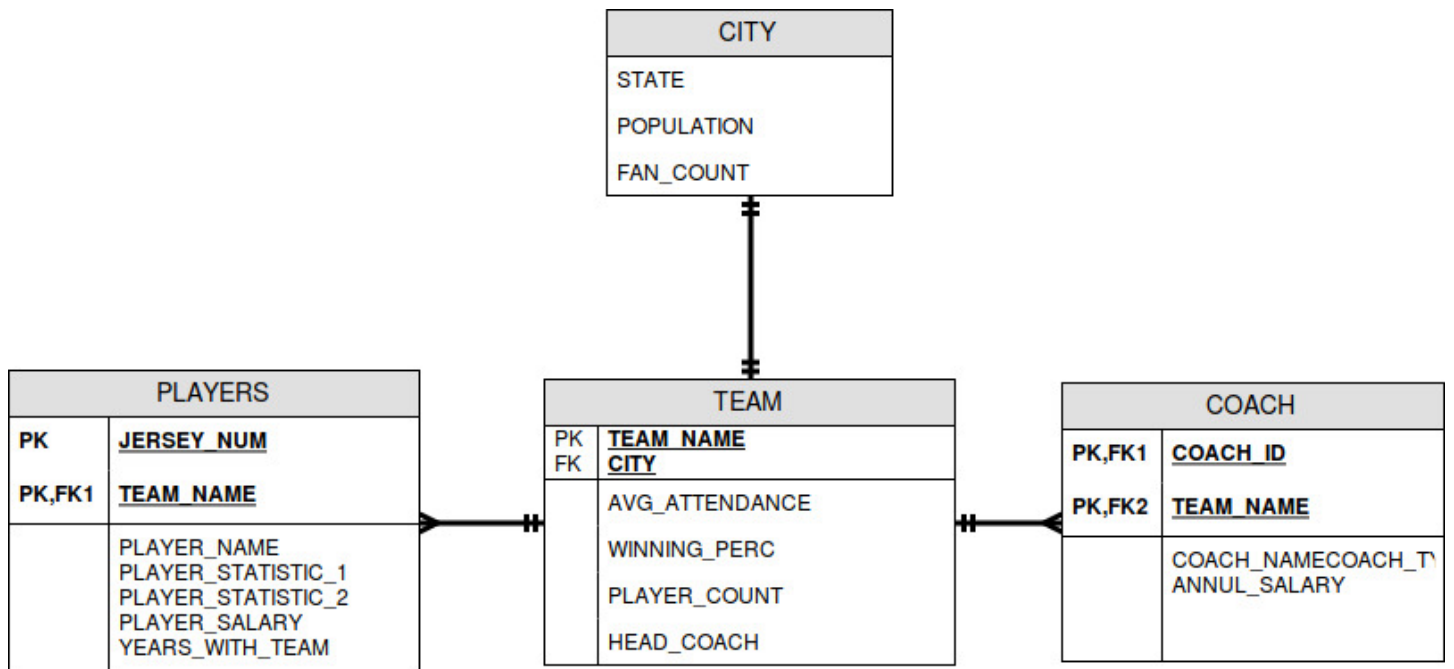 CITY
STATE
POPULATION
FAN_COUNT
PLAYERS
PK JERSEY_NUM
PK,FK1 TEAM_NAME
PLAYER_NAME
PLAYER_STATISTIC_1
PLAYER_STATISTIC_2
PLAYER_SALARY
YEARS_WITH_TEAM
TEAM
PK TEAM_NAME
FK CITY
AVG_ATTENDANCE
WINNING_PERC
PLAYER_COUNT
HEAD_COACH
COACH
PK,FK1 COACH_ID
PK,FK2 TEAM_NAME
COACH_NAMECOACH_TY
ANNUL_SALARY